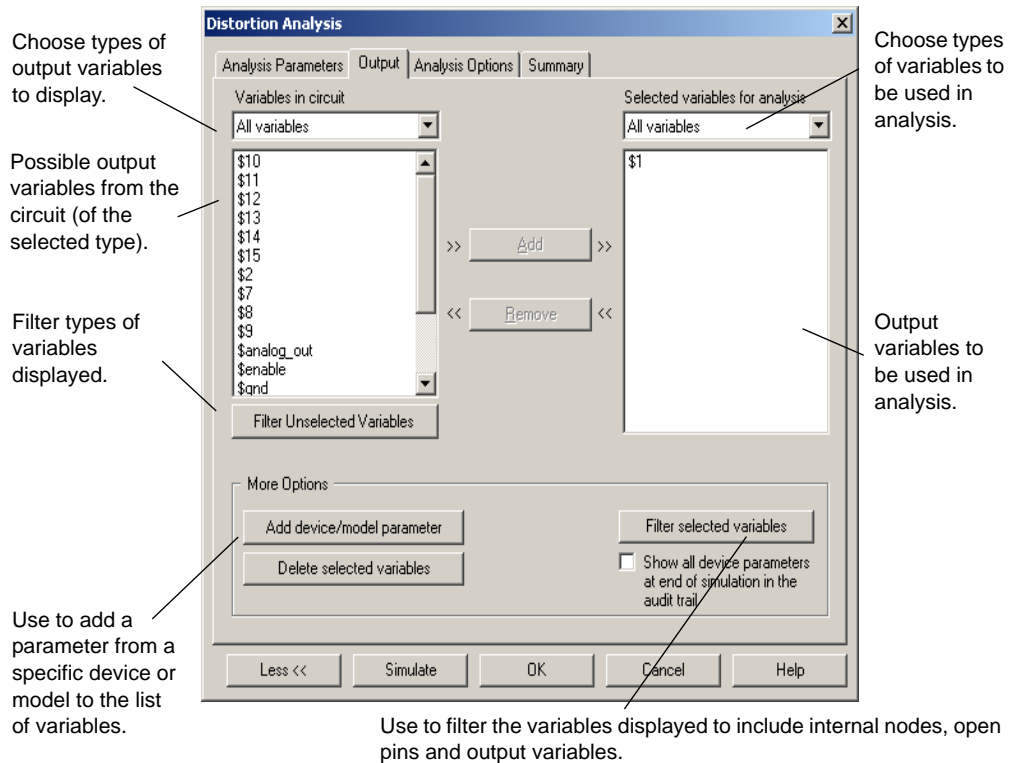 Distortion Analysis
Choose types of
output variables
to display.
Choose types
of variables to
be used in
analysis.
Analysis Parameters
Output
Analysis Options
Summary
Variables in circuit
Selected variables for analysis
All variables
All variables
Possible output
variables from the
circuit (of the
selected type).
$10
$11
$12
$13
$14
$15
$2
$7
$8
$9
$analog_out
$enable
$gnd
$1
>> Add >>
<< Remove <<
Filter types of
variables
displayed.
Output
variables to
be used in
analysis.
Filter Unselected Variables
More Options
Add device/model parameter
Filter selected variables
Delete selected variables
Show all device parameters
at end of simulation in the
audit trail
Use to add a
parameter from a
specific device or
model to the list
of variables.
Less <<
Simulate
OK
Cancel
Help
Use to filter the variables displayed to include internal nodes, open
pins and output variables.